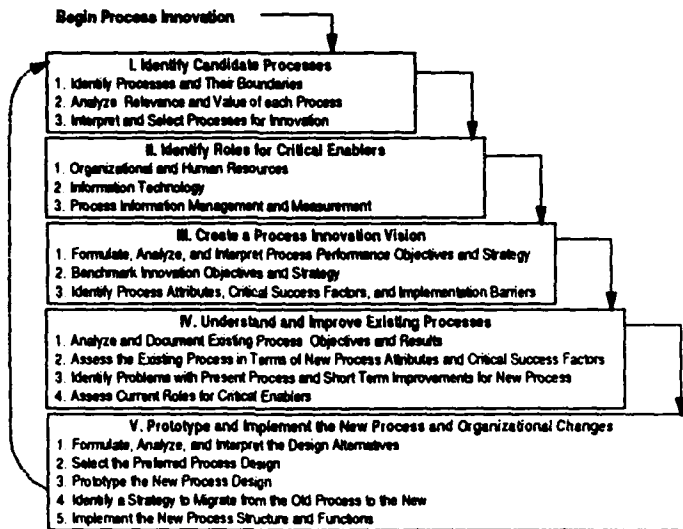 Begin Process Innovation
I. Identify Candidate Processes
1. Identify Processes and Their Boundaries
2. Analyze Relevance and Value of each Process
3. Interpret and Select Processes for Innovation
II. Identify Roles for Critical Enablers
1. Organizational and Human Resources
2. Information Technology
3. Process Information Management and Measurement
III. Create a Process Innovation Vision
1. Formulate, Analyze, and Interpret Process Performance Objectives and Strategy
2. Benchmark Innovation Objectives and Strategy
3. Identify Process Attributes, Critical Success Factors, and Implementation Barriers
IV. Understand and Improve Existing Processes
1. Analyze and Document Existing Process Objectives and Results
2. Assess the Existing Process in Terms of New Process Attributes and Critical Success Factors
3. Identify Problems with Present Process and Short Term Improvements for New Process
4. Assess Current Roles for Critical Enablers
V. Prototype and Implement the New Process and Organizational Changes
1. Formulate, Analyze, and Interpret the Design Alternatives
2. Select the Preferred Process Design
3. Prototype the New Process Design
4 Identify a Strategy to Migrate from the Old Process to the New
5. Implement the New Process Structure and Functions